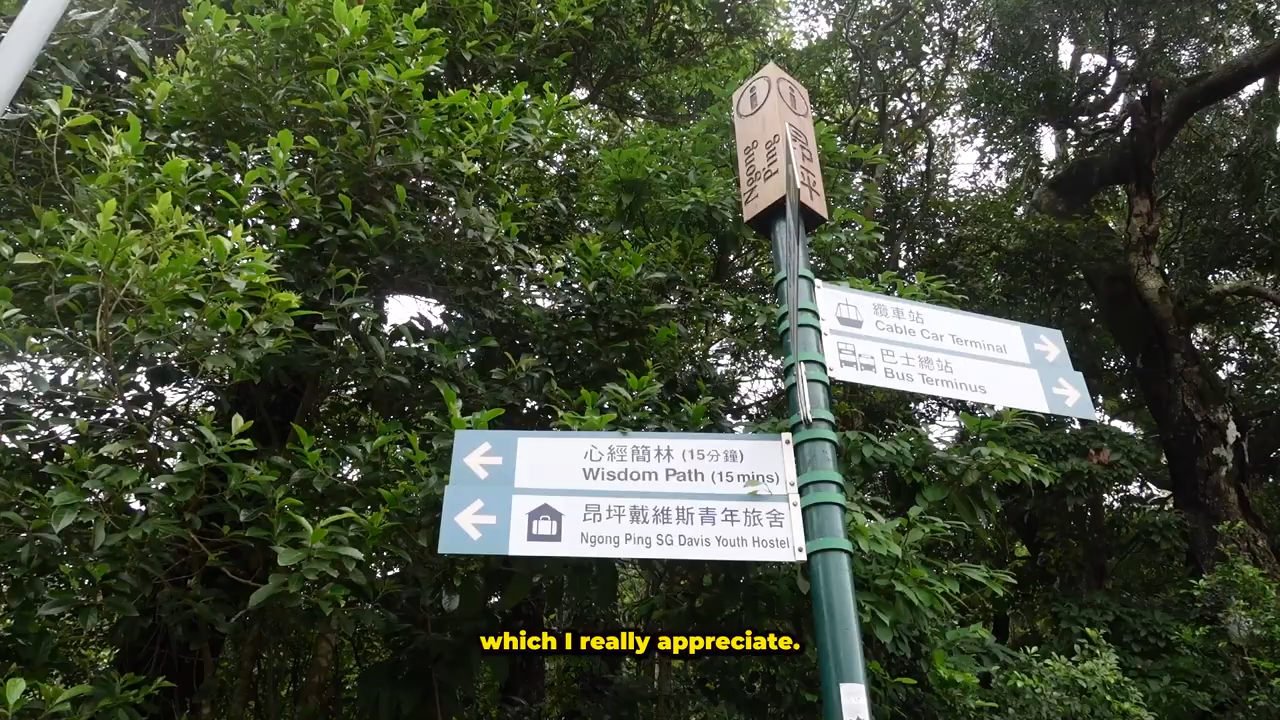 Ngong
Ping
昂坪
纜車站
Cable Car Terminal
巴士總站
Bus Terminus
心經簡林 (15分鐘)
Wisdom Path (15 mins)
昂坪戴維斯青年旅舍
Ngong Ping SG Davis Youth Hostel
which I really appreciate.